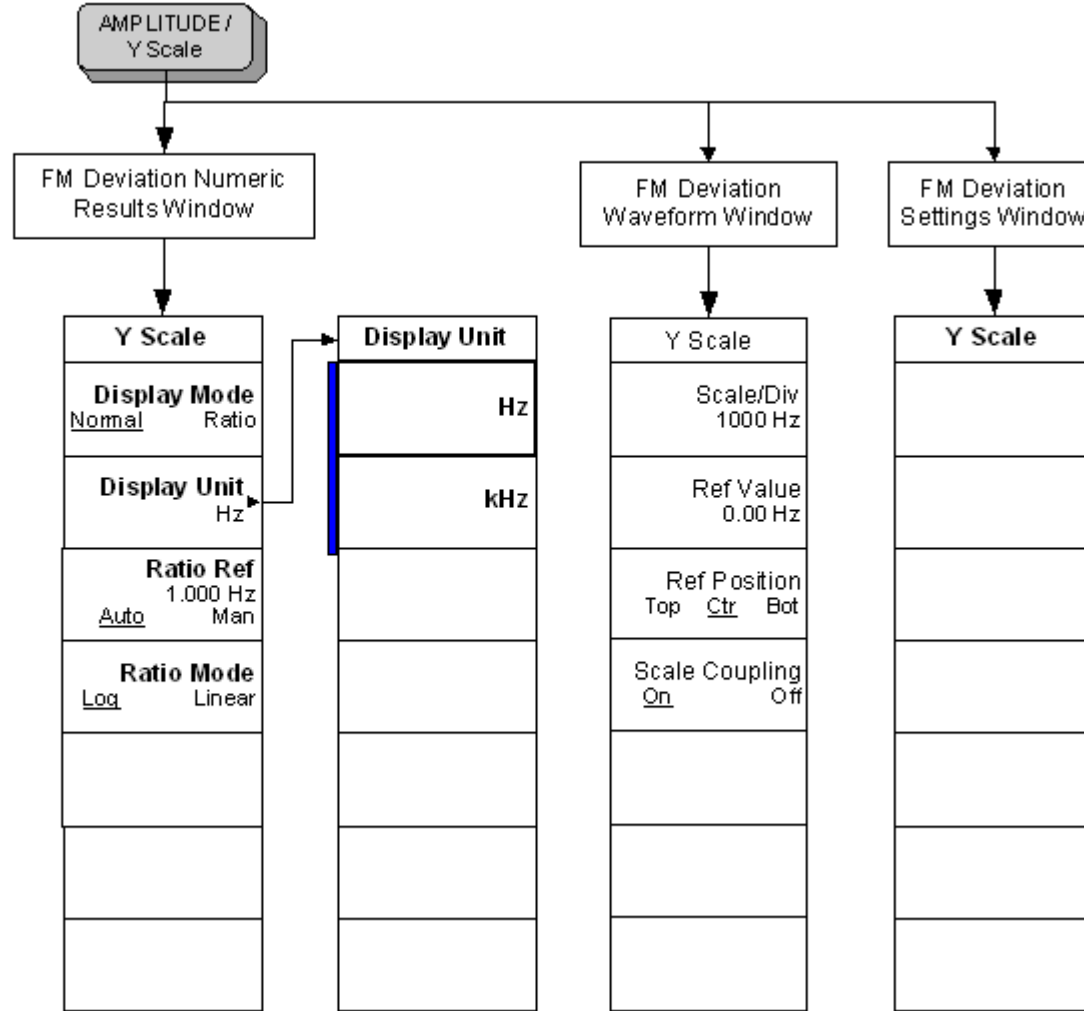 AMPLITUDE /
Y Scale
FM Deviation Numeric
Results Window
FM Deviation
Waveform Window
FM Deviation
Settings Window
Y Scale
Display Mode
Normal Ratio
Display Unit
Hz
Ratio Ref
1.000 Hz
Auto Man
Ratio Mode
Log Linear
Display Unit
Hz
kHz
Y Scale
Scale/Div
1000 Hz
Ref Value
0.00 Hz
Ref Position
Top Ctr Bot
Scale Coupling
On Off
Y Scale